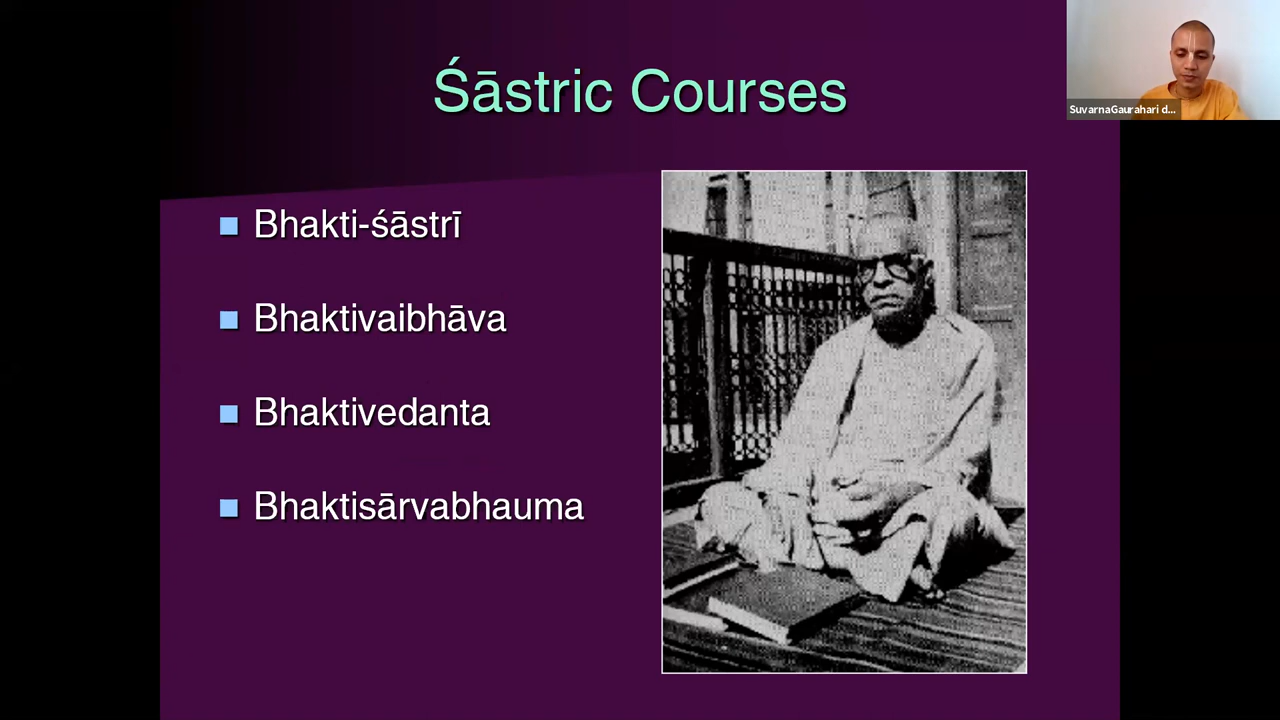 Śāstric Courses
SuvarnaGaurahari d...
Bhakti-śāstrī
Bhaktivaibhāva
Bhaktivedanta
Bhaktisārvabhauma